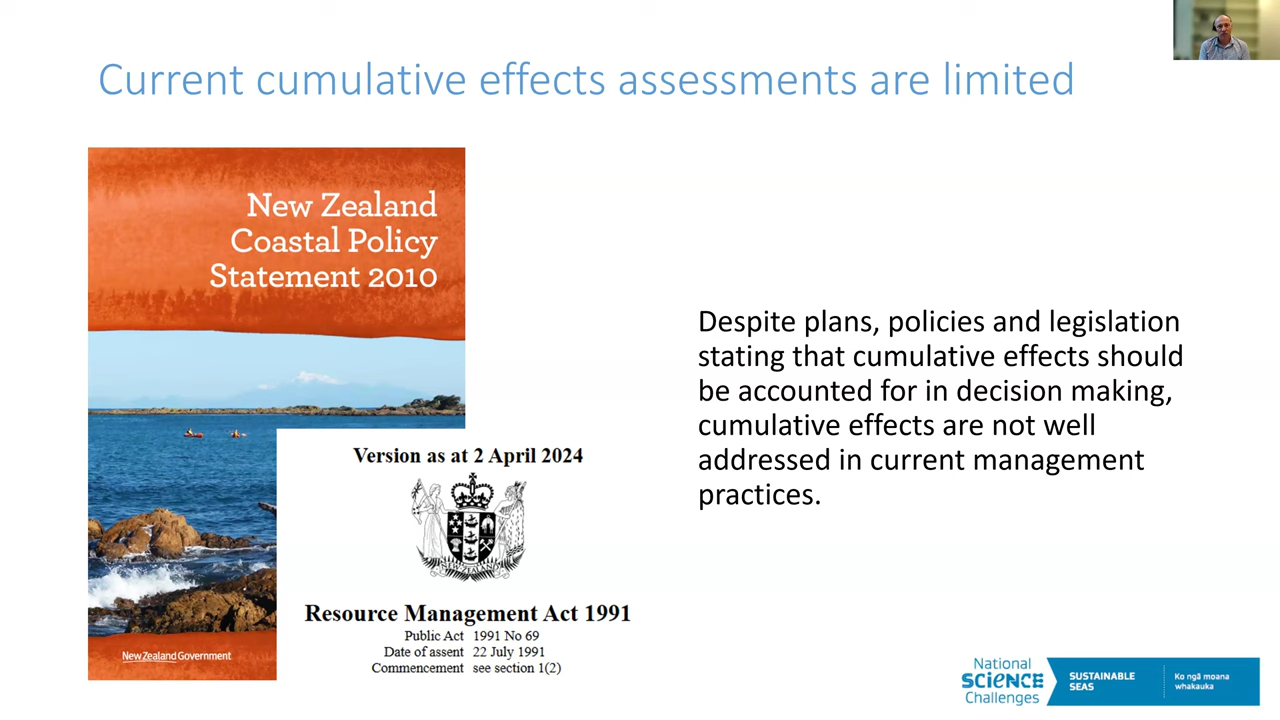 Current cumulative effects assessments are limited
New Zealand
Coastal Policy
Statement 2010
New Zealand Government
Version as at 2 April 2024
NEW ZEALAND
Resource Management Act 1991
Public Act 1991 No 69
Date of assent 22 July 1991
Commencement see section 1(2)
Despite plans, policies and legislation
stating that cumulative effects should
be accounted for in decision making,
cumulative effects are not well
addressed in current management
practices.
National
SCIENCE
Challenges
SUSTAINABLE
SEAS
Ko ngā moana
whakauka